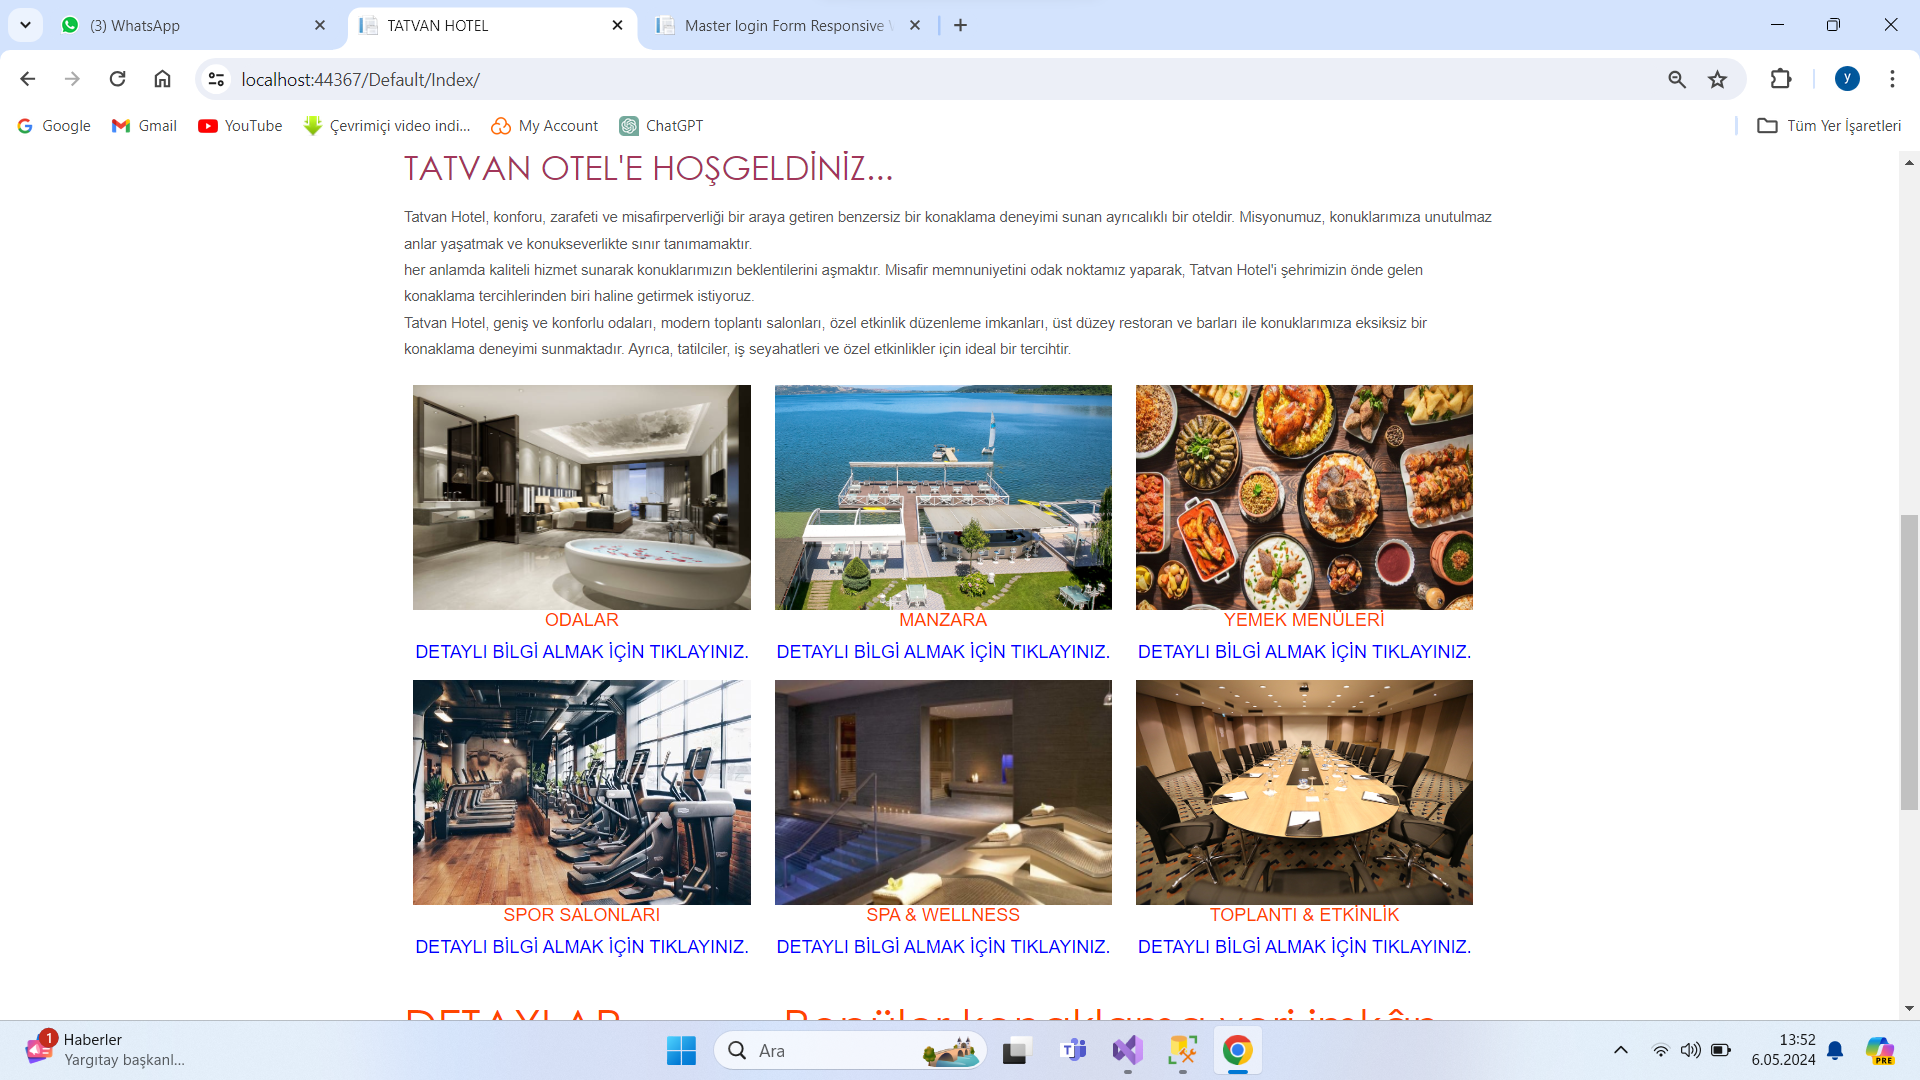 (3) WhatsApp
TATVAN HOTEL
Master login Form Responsive
localhost:44367/Default/Index/
y
Google
Gmail
YouTube
Çevrimiçi video indi...
My Account
ChatGPT
Tüm Yer İşaretleri
TATVAN OTEL'E HOŞGELDİNİZ...
Tatvan Hotel, konforu, zarafeti ve misafirperverliği bir araya getiren benzersiz bir konaklama deneyimi sunan ayrıcalıklı bir oteldir. Misyonumuz, konuklarımıza unutulmaz
anlar yaşatmak ve konukseverlikte sınır tanımamaktır.
her anlamda kaliteli hizmet sunarak konuklarımızın beklentilerini aşmaktır. Misafir memnuniyetini odak noktamız yaparak, Tatvan Hotel'i şehrimizin önde gelen
konaklama tercihlerinden biri haline getirmek istiyoruz.
Tatvan Hotel, geniş ve konforlu odaları, modern toplantı salonları, özel etkinlik düzenleme imkanları, üst düzey restoran ve barları ile konuklarımıza eksiksiz bir
konaklama deneyimi sunmaktadır. Ayrıca, tatilciler, iş seyahatleri ve özel etkinlikler için ideal bir tercihtir.
ODALAR
DETAYLI BİLGİ ALMAK İÇİN TIKLAYINIZ.
MANZARA
DETAYLI BİLGİ ALMAK İÇİN TIKLAYINIZ.
YEMEK MENÜLERİ
DETAYLI BİLGİ ALMAK İÇİN TIKLAYINIZ.
SPOR SALONLARI
DETAYLI BİLGİ ALMAK İÇİN TIKLAYINIZ.
SPA & WELLNESS
DETAYLI BİLGİ ALMAK İÇİN TIKLAYINIZ.
TOPLANTI & ETKİNLİK
DETAYLI BİLGİ ALMAK İÇİN TIKLAYINIZ.
DETAYLAR
Popüler konaklama yeri imkân
1
Haberler
Yargıtay başkanl...
Ara
13:52
6.05.2024
PRE